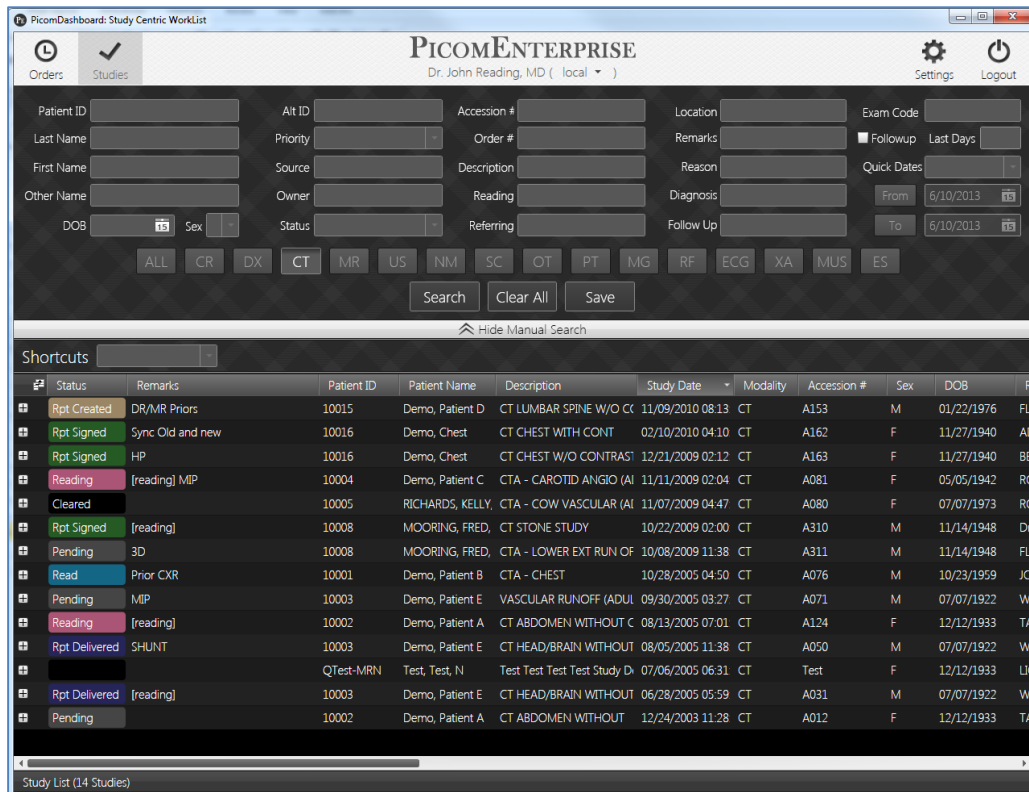 PicomDashboard: Study Centric WorkList
Orders Studies PICOMENTERPRISE Settings Logout
Dr. John Reading, MD ( local )
Patient ID Alt ID Accession # Location Exam Code
Last Name Priority Order # Remarks Followup Last Days
First Name Source Description Reason Quick Dates
Other Name Owner Reading Diagnosis From 6/10/2013 15
DOB 15 Sex Status Referring Follow Up To 6/10/2013 15
ALL CR DX CT MR US NM SC OT PT MG RF ECG XA MUS ES
Search Clear All Save
Hide Manual Search
Shortcuts
Status Remarks Patient ID Patient Name Description Study Date Modality Accession # Sex DOB
Rpt Created DR/MR Priors 10015 Demo, Patient D CT LUMBAR SPINE W/O 11/09/2010 08:13 CT A153 M 01/22/1976 FL
Rpt Signed Sync Old and new 10016 Demo, Chest CT CHEST WITH CONT 02/10/2010 04:10 CT A162 F 11/27/1940
Rpt Signed HP 10016 Demo, Chest CT CHEST W/O CONTRAST 12/21/2009 02:12 CT A163 F 11/27/1940 BE
Reading [reading] MIP 10004 Demo, Patient C CTA - CAROTID ANGIO (A 11/11/2009 02:04 CT A081 F 05/05/1942 RO
Cleared 10005 RICHARDS, KELLY, CTA - COW VASCULAR (A 11/07/2009 04:47 CT A080 F 07/07/1973 RO
Rpt Signed [reading] 10008 MOORING, FRED, CT STONE STUDY 10/22/2009 02:00 CT A310 M 11/14/1948
Pending 3D 10008 MOORING, FRED, CTA - LOWER EXT RUN OF 10/08/2009 11:38 CT A311 M 11/14/1948 FL
Read Prior CXR 10001 Demo, Patient B CTA - CHEST 10/28/2005 04:50 CT A076 M 10/23/1959 JO
Pending MIP 10003 Demo, Patient E VASCULAR RUNOFF (ADUL 09/30/2005 03:27 CT A071 M 07/07/1922 W
Reading [reading] 10002 Demo, Patient A CT ABDOMEN WITHOUT C 08/13/2005 07:01 CT A124 F 12/12/1933 TA
Rpt Delivered SHUNT 10003 Demo, Patient E CT HEAD/BRAIN WITHOUT 08/05/2005 11:38 CT A050 M 07/07/1922 W
QTest-MRN Test, Test, N Test Test Test Test Study D 07/06/2005 06:31 CT Test F 12/12/1933
Rpt Delivered [reading] 10003 Demo, Patient E CT HEAD/BRAIN WITHOUT 06/28/2005 05:59 CT A031 M 07/07/1922 W
Pending 10002 Demo, Patient A CT ABDOMEN WITHOUT 12/24/2003 11:28 CT A012 F 12/12/1933 TA
Study List (14 Studies)